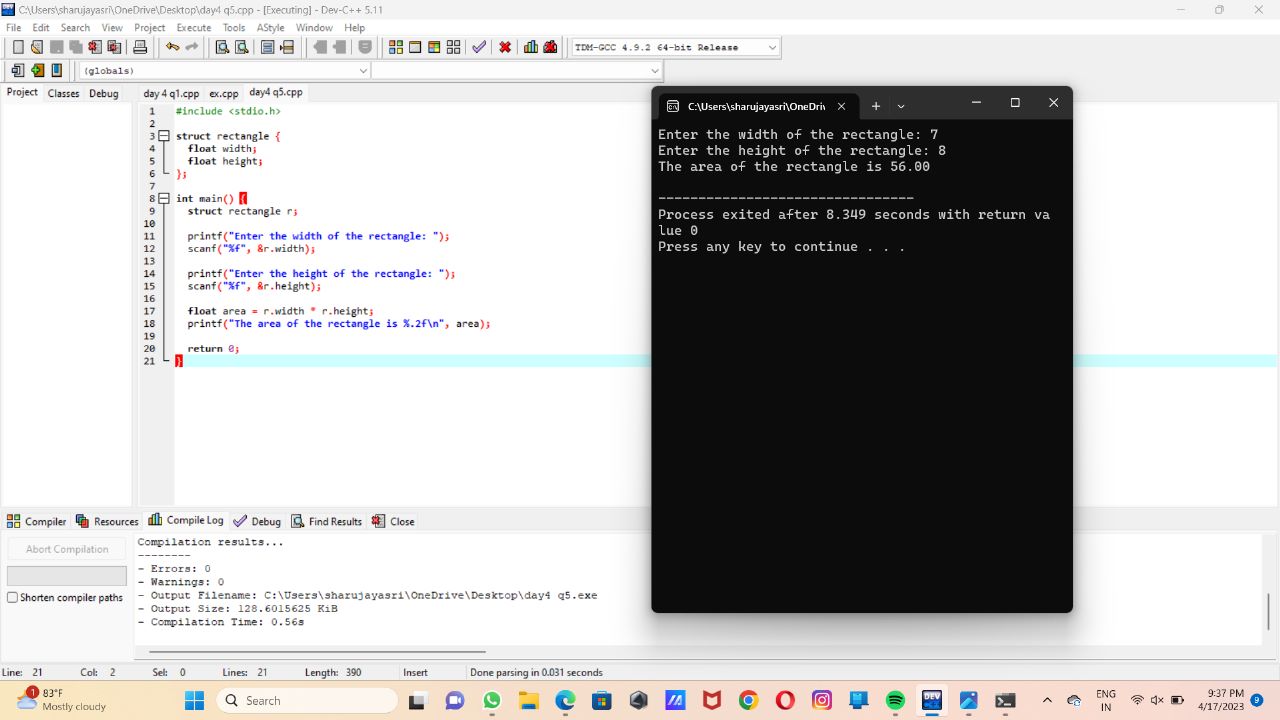 C:\Users\sharujayasri\OneDrive\Desktop\day4 q5.cpp - [Executing] - Dev-C++ 5.11
File Edit Search View Project Execute Tools AStyle Window Help
TDM-GCC 4.9.2 64-bit Release
(globals)
Project Classes Debug
day 4 q1.cpp ex.cpp day4 q5.cpp
1 #include <stdio.h>
2
3 struct rectangle {
4 float width;
5 float height;
6 };
7
8 int main() {
9 struct rectangle r;
10
11 printf("Enter the width of the rectangle: ");
12 scanf("%f", &r.width);
13
14 printf("Enter the height of the rectangle: ");
15 scanf("%f", &r.height);
16
17 float area = r.width * r.height;
18 printf("The area of the rectangle is %.2f\n", area);
19
20 return 0;
21 }
C:\Users\sharujayasri\OneDri
Enter the width of the rectangle: 7
Enter the height of the rectangle: 8
The area of the rectangle is 56.00
--------------------------------
Process exited after 8.349 seconds with return va
lue 0
Press any key to continue . . .
Compiler Resources Compile Log Debug Find Results Close
Abort Compilation
Shorten compiler paths
Compilation results...
--------
- Errors: 0
- Warnings: 0
- Output Filename: C:\Users\sharujayasri\OneDrive\Desktop\day4 q5.exe
- Output Size: 128.6015625 KiB
- Compilation Time: 0.56s
Line: 21 Col: 2 Sel: 0 Lines: 21 Length: 390 Insert Done parsing in 0.031 seconds
1
83°F
Mostly cloudy
Search
DEV
ENG
IN
9:37 PM
4/17/2023
9